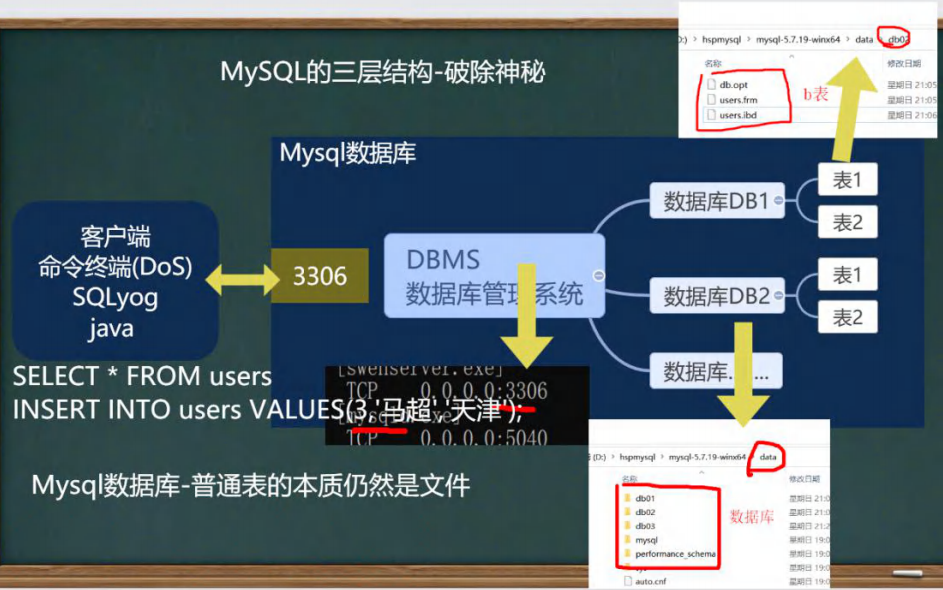 MySQL的三层结构-破除神秘
(D:) > hspmysql > mysql-5.7.19-winx64 > data > db02
名称 修改日期
db.opt 星期日 21:05
users.frm 星期日 21:05
users.ibd 星期日 21:06
b表
Mysql数据库
客户端
命令终端(DoS)
SQLyog
java
3306
DBMS
数据库管理系统
数据库DB1
表1
表2
数据库DB2
表1
表2
数据库......
SELECT * FROM users
INSERT INTO users VALUES(3,'马超','天津');
[swenserver.exe]
TCP 0.0.0.0:3306
TCP 0.0.0.0:5040
Mysql数据库-普通表的本质仍然是文件
(D:) > hspmysql > mysql-5.7.19-winx64 > data
名称 修改日期
db01 星期日 21:0
db02 星期日 21:0
db03 星期日 21:2
mysql 星期日 19:0
performance_schema 星期日 19:0
星期日 19:0
auto.cnf 星期日 19:0
数据库